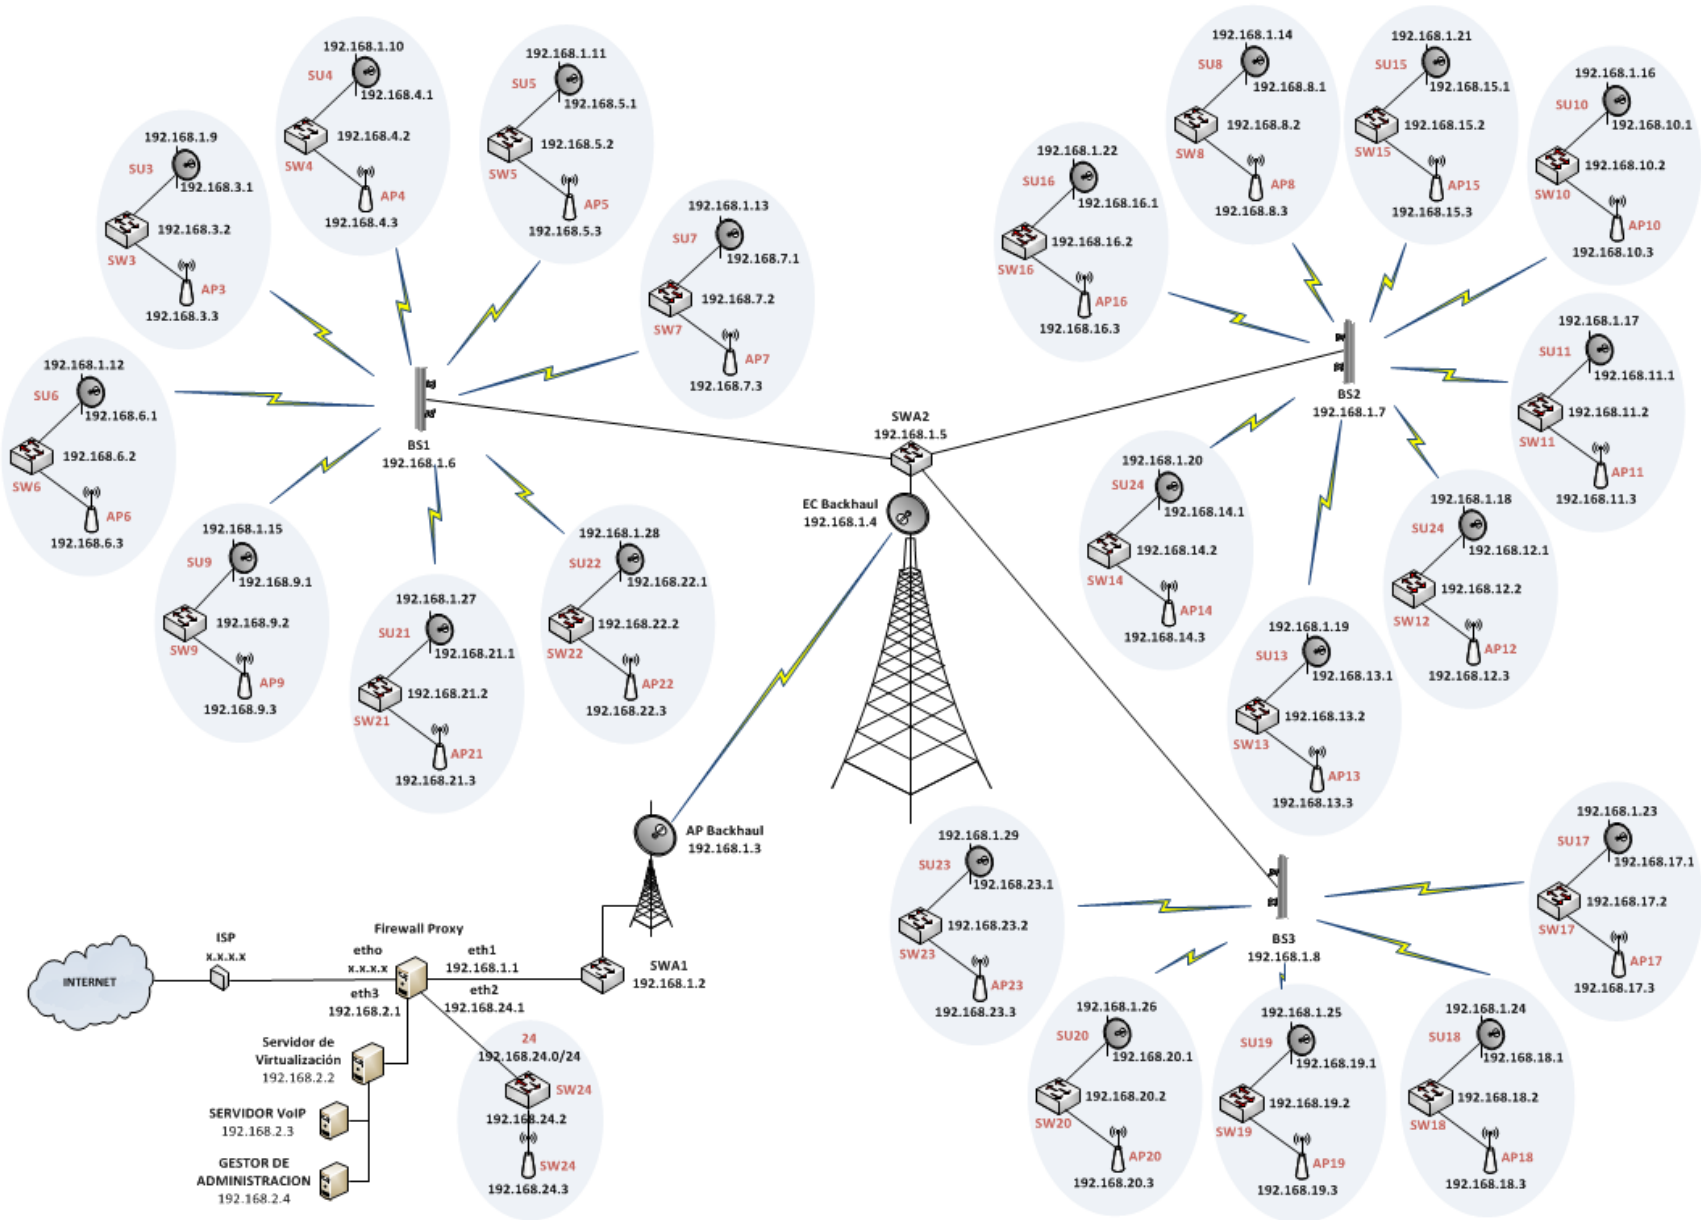 192.168.1.10
SU4
192.168.4.1
192.168.4.2
SW4
AP4
192.168.4.3
192.168.1.11
SU5
192.168.5.1
192.168.5.2
SW5
AP5
192.168.5.3
192.168.1.9
SU3
192.168.3.1
192.168.3.2
SW3
AP3
192.168.3.3
192.168.1.13
SU7
192.168.7.1
192.168.7.2
SW7
AP7
192.168.7.3
192.168.1.12
SU6
192.168.6.1
192.168.6.2
SW6
AP6
192.168.6.3
BS1
192.168.1.6
192.168.1.15
SU9
192.168.9.1
192.168.9.2
SW9
AP9
192.168.9.3
192.168.1.27
SU21
192.168.21.1
192.168.21.2
SW21
AP21
192.168.21.3
192.168.1.28
SU22
192.168.22.1
192.168.22.2
SW22
AP22
192.168.22.3
192.168.1.14
SU8
192.168.8.1
192.168.8.2
SW8
AP8
192.168.8.3
192.168.1.21
SU15
192.168.15.1
192.168.15.2
SW15
AP15
192.168.15.3
192.168.1.16
SU10
192.168.10.1
192.168.10.2
SW10
AP10
192.168.10.3
192.168.1.22
SU16
192.168.16.1
192.168.16.2
SW16
AP16
192.168.16.3
192.168.1.17
SU11
192.168.11.1
192.168.11.2
SW11
AP11
192.168.11.3
BS2
192.168.1.7
SWA2
192.168.1.5
EC Backhaul
192.168.1.4
192.168.1.20
SU24
192.168.14.1
192.168.14.2
SW14
AP14
192.168.14.3
192.168.1.18
SU24
192.168.12.1
192.168.12.2
SW12
AP12
192.168.12.3
192.168.1.19
SU13
192.168.13.1
192.168.13.2
SW13
AP13
192.168.13.3
AP Backhaul
192.168.1.3
192.168.1.29
SU23
192.168.23.1
192.168.23.2
SW23
AP23
192.168.23.3
192.168.1.23
SU17
192.168.17.1
192.168.17.2
SW17
AP17
192.168.17.3
BS3
192.168.1.8
192.168.1.26
SU20
192.168.20.1
192.168.20.2
SW20
AP20
192.168.20.3
192.168.1.25
SU19
192.168.19.1
192.168.19.2
SW19
AP19
192.168.19.3
192.168.1.24
SU18
192.168.18.1
192.168.18.2
SW18
AP18
192.168.18.3
INTERNET
ISP
x.x.x.x
Firewall Proxy
etho
x.x.x.x
eth1
192.168.1.1
eth3
192.168.2.1
eth2
192.168.24.1
SWA1
192.168.1.2
Servidor de
Virtualización
192.168.2.2
SERVIDOR VoIP
192.168.2.3
GESTOR DE
ADMINISTRACION
192.168.2.4
24
192.168.24.0/24
SW24
192.168.24.2
SW24
192.168.24.3